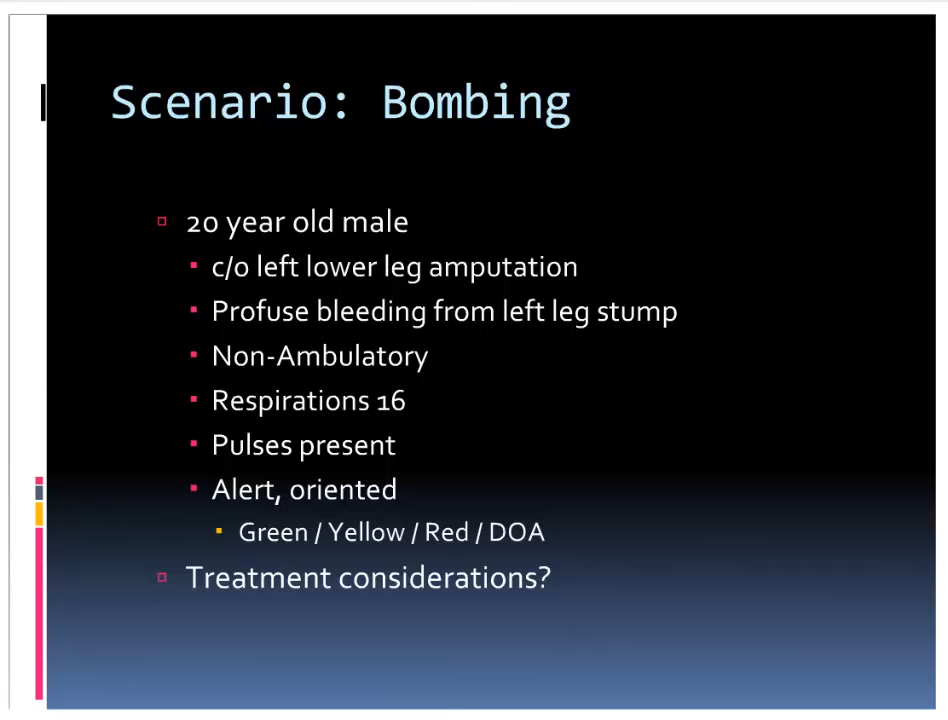 Scenario: Bombing
20 year old male
c/o left lower leg amputation
Profuse bleeding from left leg stump
Non-Ambulatory
Respirations 16
Pulses present
Alert, oriented
Green / Yellow / Red / DOA
Treatment considerations?